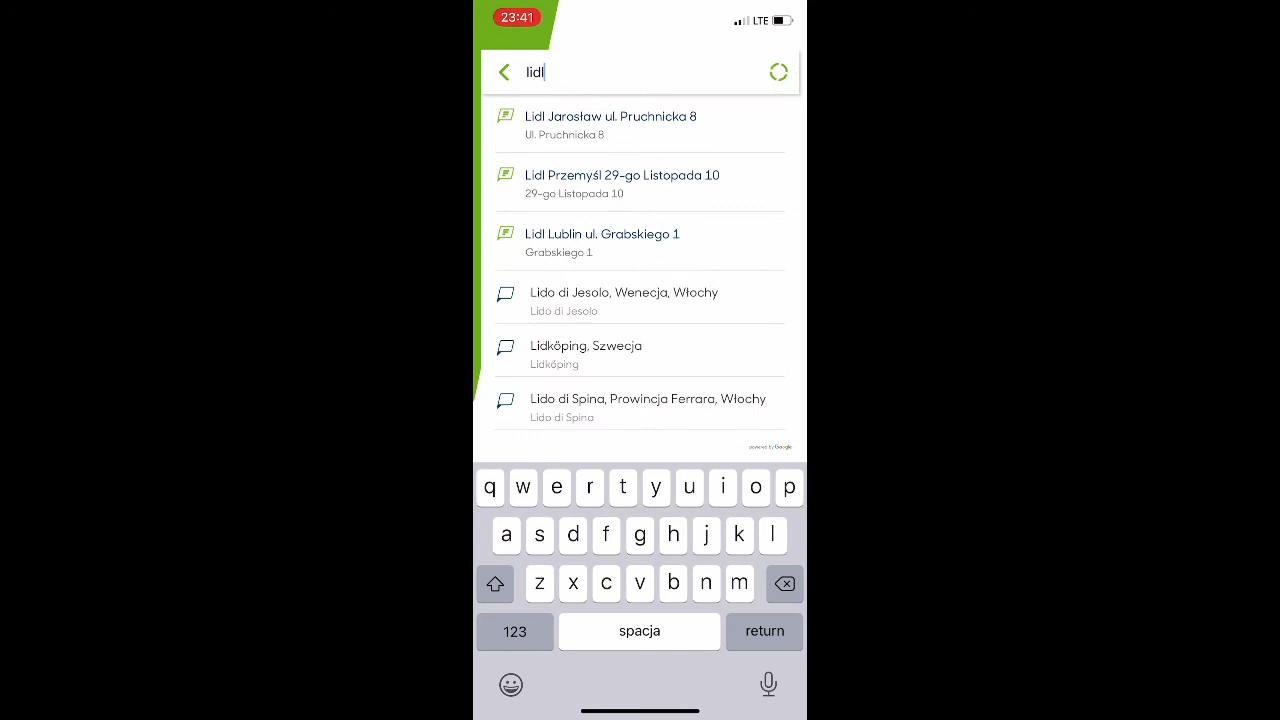 23:41
LTE
lidl
Lidl Jarosław ul. Pruchnicka 8
Ul. Pruchnicka 8
Lidl Przemyśl 29-go Listopada 10
29-go Listopada 10
Lidl Lublin ul. Grabskiego 1
Grabskiego 1
Lido di Jesolo, Wenecja, Włochy
Lido di Jesolo
Lidköping, Szwecja
Lidköping
Lido di Spina, Prowincja Ferrara, Włochy
Lido di Spina
powered by Google
q w e r t y u i o p
a s d f g h j k l
z x c v b n m
123 spacja return